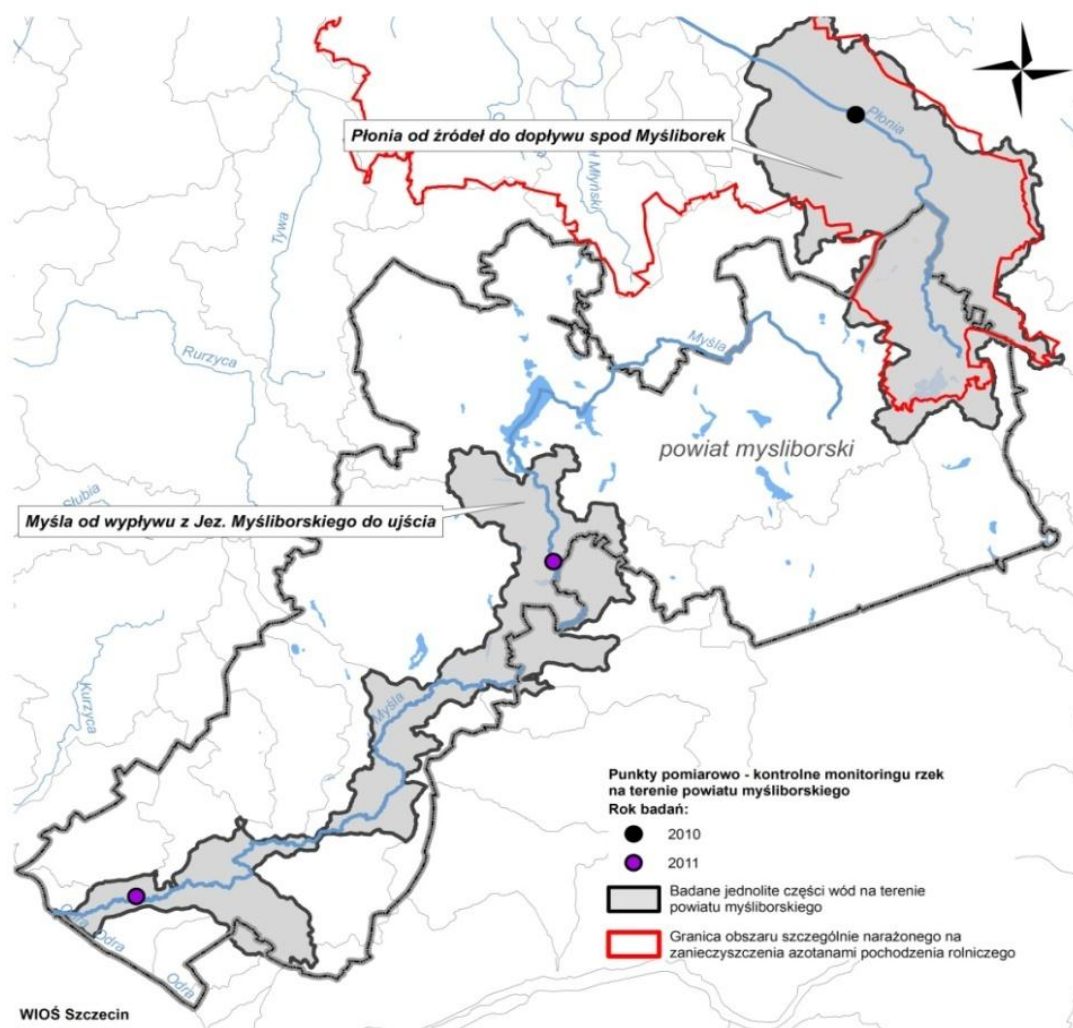 Płonia
Płonia od źródeł do dopływu spod Myśliborek
Młyński
Tywa
Myśla
Rurzyca
powiat mysliborski
Słubia
Myśla od wypływu z Jez. Myśliborskiego do ujścia
Kurzyca
Myśla
Punkty pomiarowo - kontrolne monitoringu rzek
na terenie powiatu myśliborskiego
Rok badań:
2010
2011
Badane jednolite części wód na terenie
powiatu myśliborskiego
Granica obszaru szczególnie narażonego na
zanieczyszczenia azotanami pochodzenia rolniczego
Odra
Odra
Odra
WIOŚ Szczecin